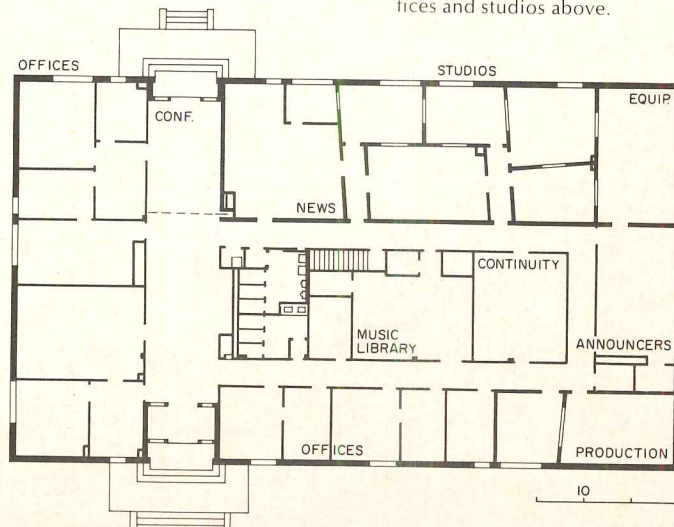 fices and studios above.
OFFICES
STUDIOS
EQUIP.
CONF.
NEWS
CONTINUITY
MUSIC
LIBRARY
ANNOUNCERS
OFFICES
PRODUCTION
10